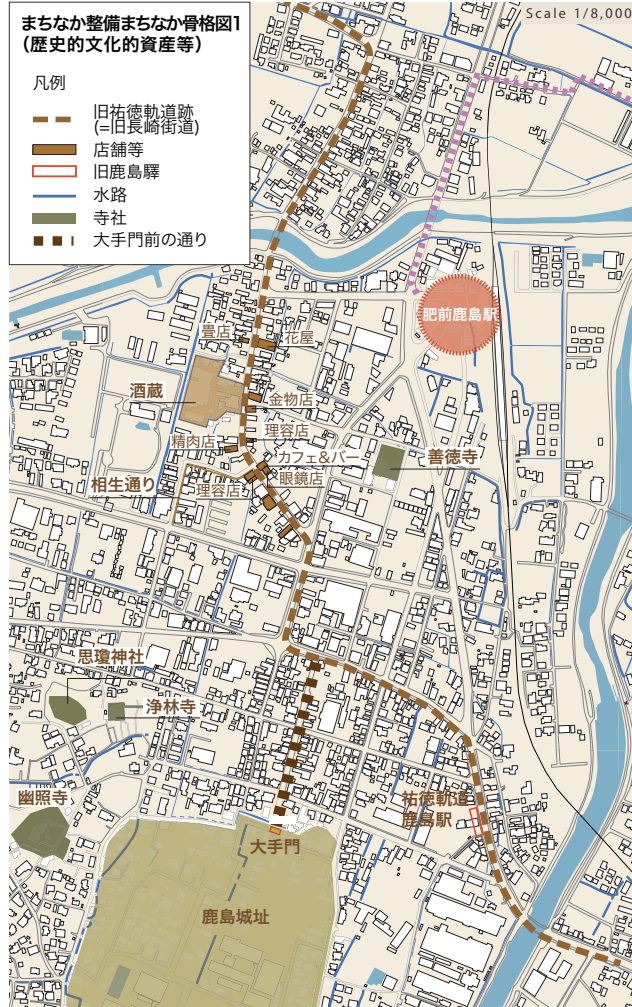 まちなか整備まちなか骨格図1
(歴史的文化的資産等)
Scale 1/8,000
凡例
旧祐徳軌道跡
(=旧長崎街道)
店舗等
旧鹿島驛
水路
寺社
大手門前の通り
肥前鹿島駅
畳店
花屋
酒蔵
金物店
理容店
精肉店
カフェ&バー
善徳寺
相生通り
理容店
眼鏡店
思瓊神社
浄林寺
幽照寺
祐徳軌道
鹿島駅
大手門
鹿島城址